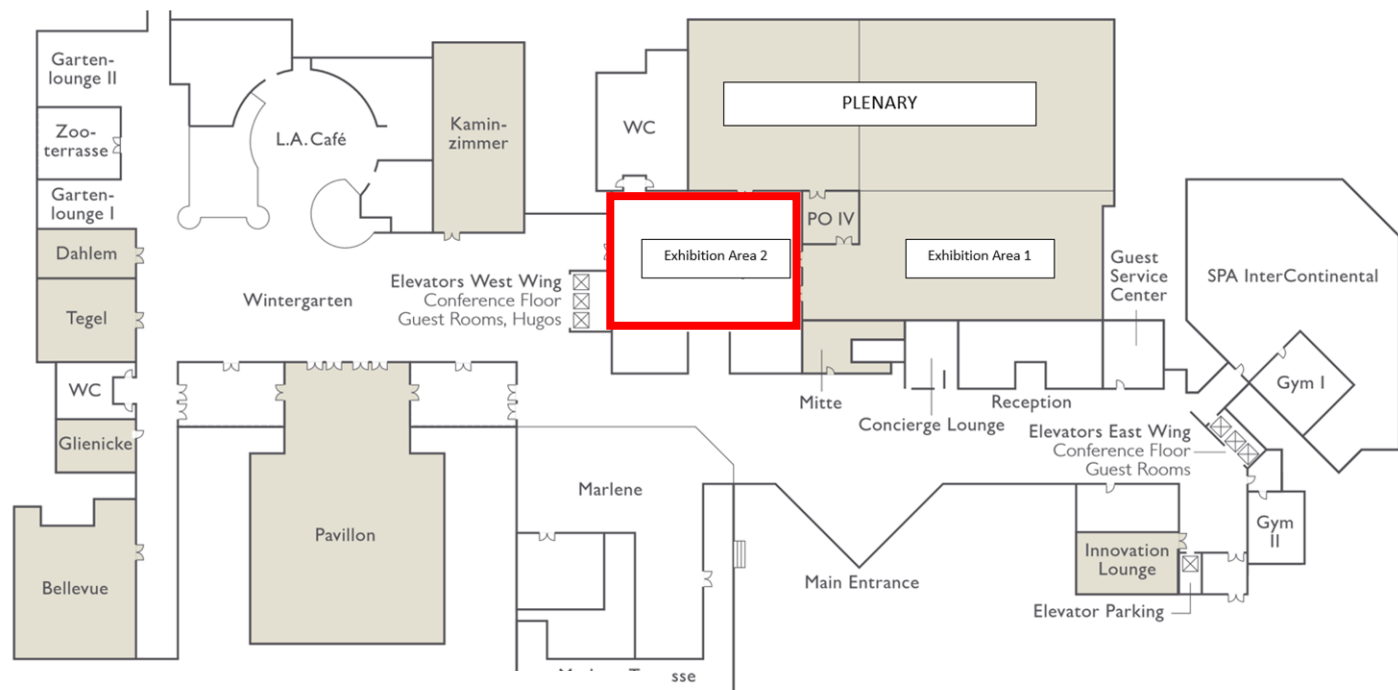 Garten-
lounge II
Zoo-
terrasse
Garten-
lounge I
Dahlem
Tegel
WC
Glienicke
Bellevue
L.A. Café
Kamin-
zimmer
Wintergarten
Elevators West Wing
Conference Floor
Guest Rooms, Hugos
Pavillon
WC
PLENARY
PO IV
Exhibition Area 2
Exhibition Area 1
Guest
Service
Center
SPA InterContinental
Gym I
Mitte
Concierge Lounge
Reception
Elevators East Wing
Conference Floor
Guest Rooms
Marlene
Main Entrance
Innovation
Lounge
Gym
II
Elevator Parking
sse